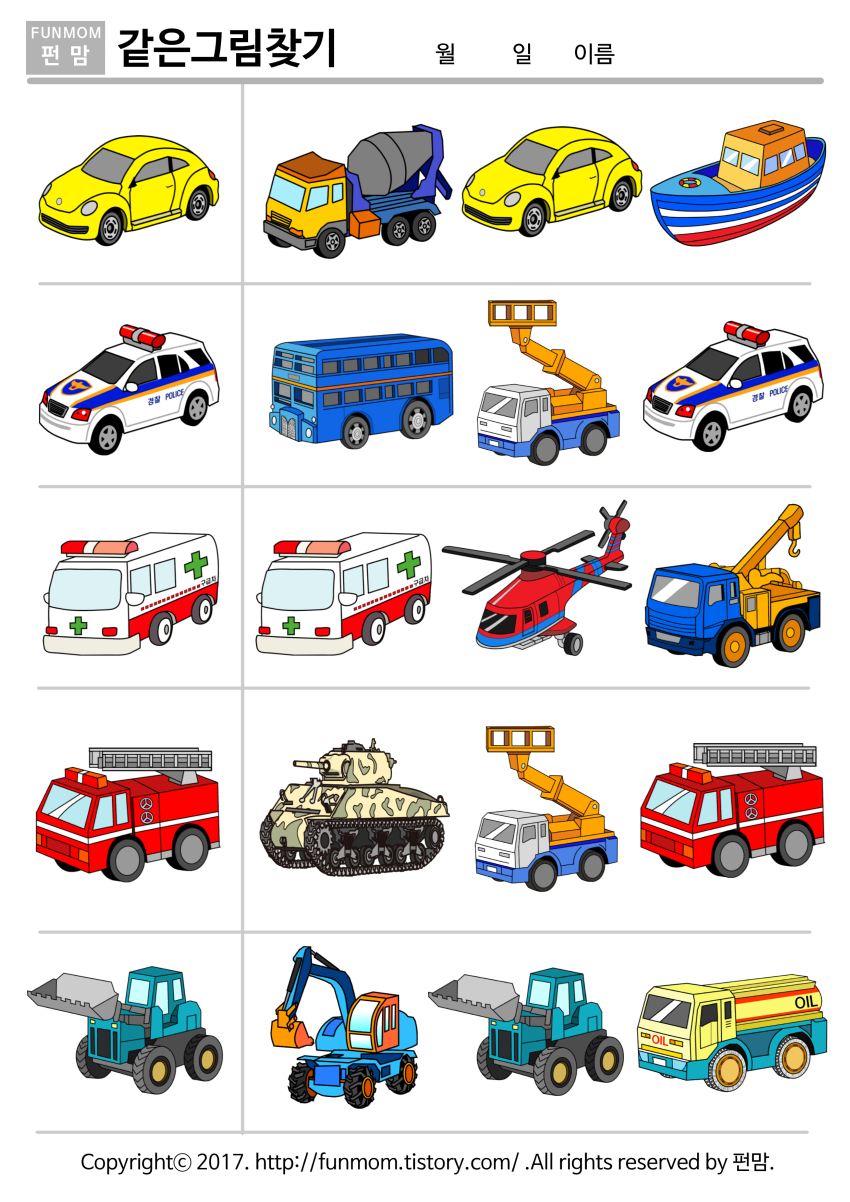 FUNMOM
펀 맘
같은그림찾기
월 일 이름
경찰 POLICE
경찰 POLICE
구급차
구급차
OIL
OIL
Copyright© 2017. http://funmom.tistory.com/ .All rights reserved by 펀맘.